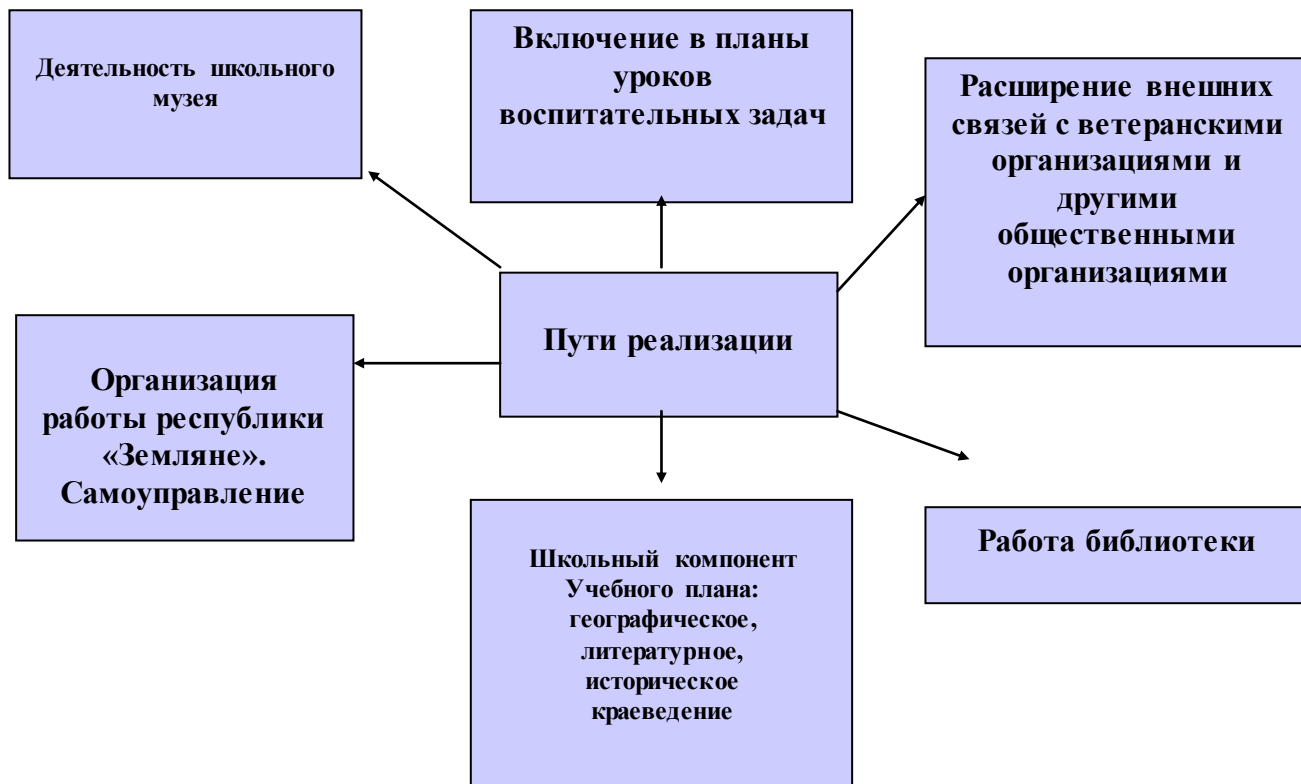 Деятельность школьного
музея
Включение в планы
уроков
воспитательных задач
Расширение внешних
связей с ветеранскими
организациями и
другими
общественными
организациями
Пути реализации
Организация
работы республики
«Земляне».
Самоуправление
Школьный компонент
Учебного плана:
географическое,
литературное,
историческое
краеведение
Работа библиотеки